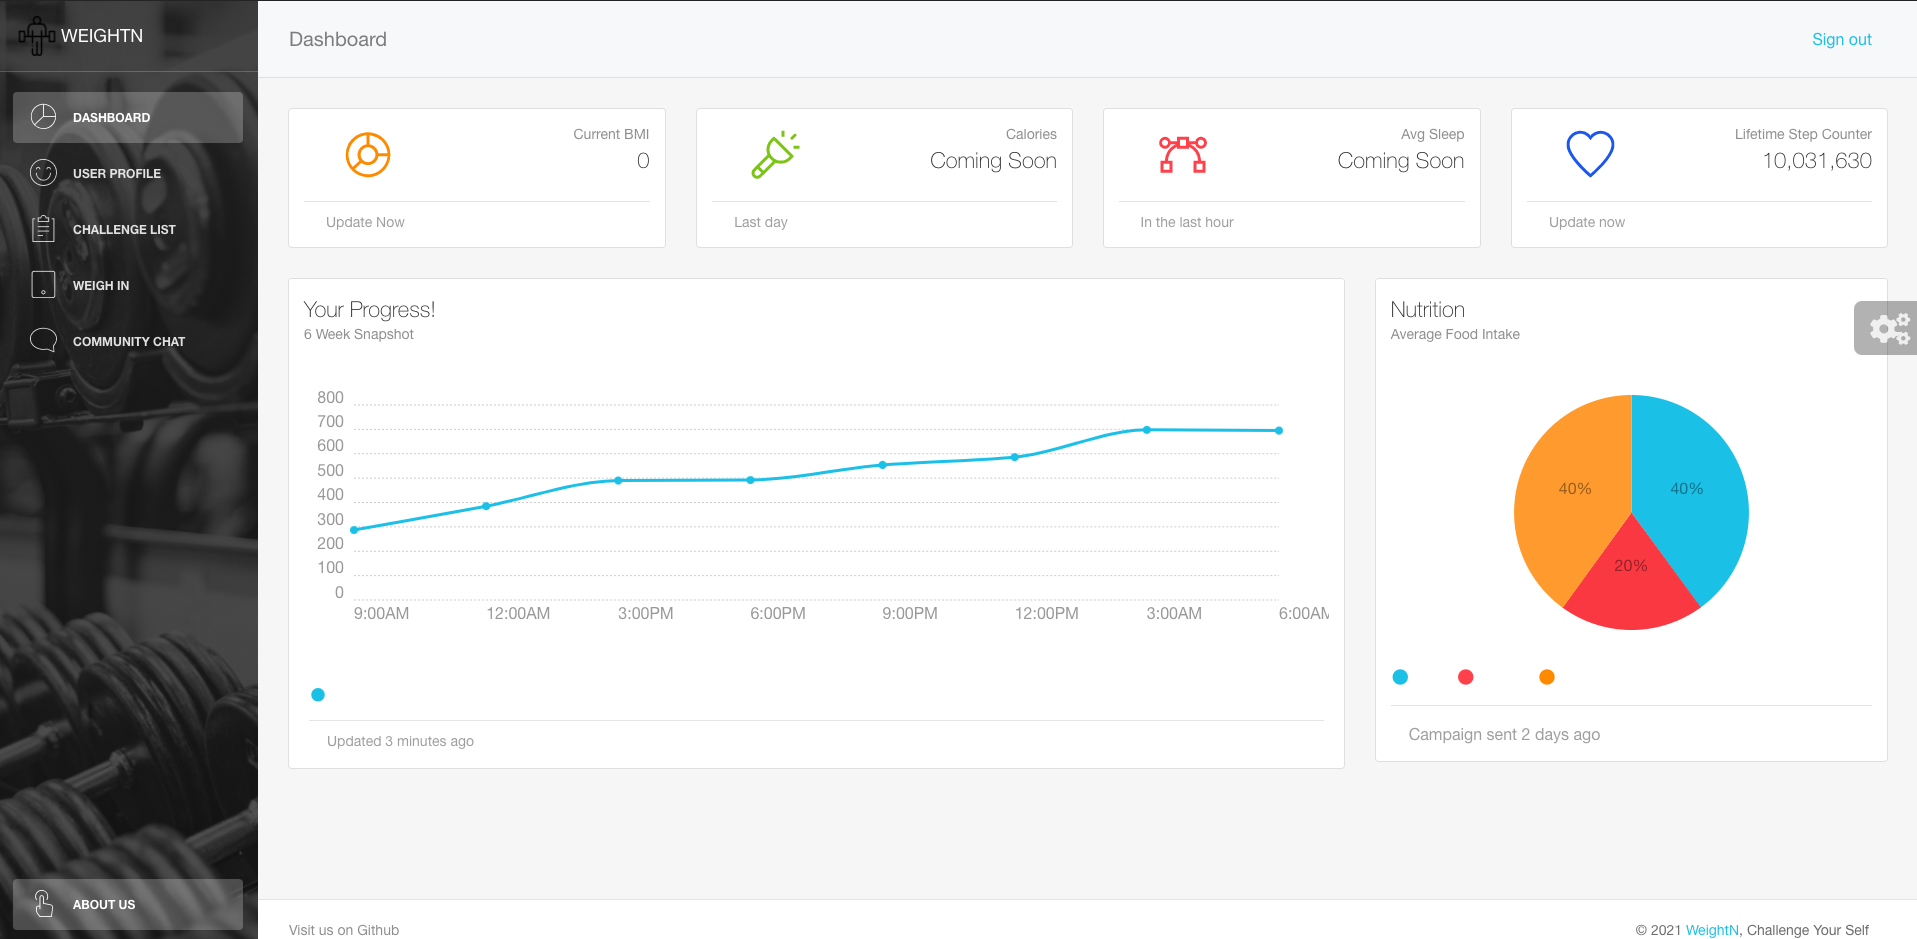 WEIGHTN
DASHBOARD
USER PROFILE
CHALLENGE LIST
WEIGH IN
COMMUNITY CHAT
ABOUT US
Dashboard
Sign out
Current BMI
0
Update Now
Calories
Coming Soon
Last day
Avg Sleep
Coming Soon
In the last hour
Lifetime Step Counter
10,031,630
Update now
Your Progress!
6 Week Snapshot
800
700
600
500
400
300
200
100
0
9:00AM 12:00AM 3:00PM 6:00PM 9:00PM 12:00PM 3:00AM 6:00AM
Updated 3 minutes ago
Nutrition
Average Food Intake
40% 40%
20%
Campaign sent 2 days ago
Visit us on Github
© 2021 WeightN, Challenge Your Self